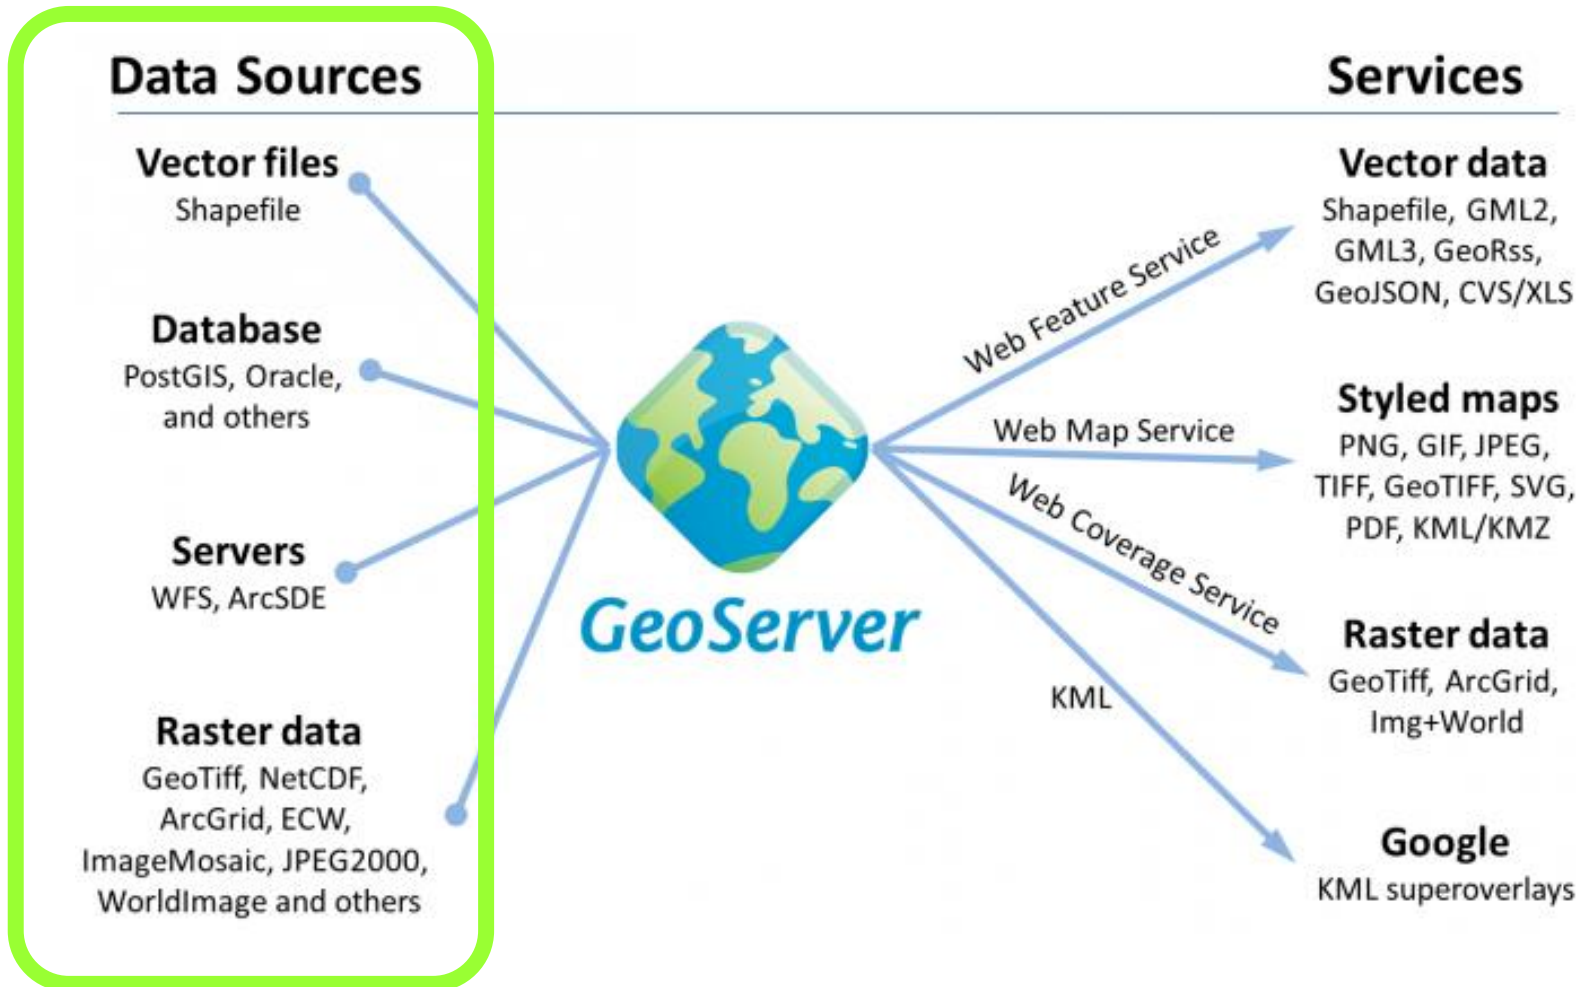 Data Sources
Vector files
Shapefile
Database
PostGIS, Oracle,
and others
Servers
WFS, ArcSDE
Raster data
GeoTiff, NetCDF,
ArcGrid, ECW,
ImageMosaic, JPEG2000,
WorldImage and others
GeoServer
Web Feature Service
Web Map Service
Web Coverage Service
KML
Services
Vector data
Shapefile, GML2,
GML3, GeoRss,
GeoJSON, CVS/XLS
Styled maps
PNG, GIF, JPEG,
TIFF, GeoTIFF, SVG,
PDF, KML/KMZ
Raster data
GeoTiff, ArcGrid,
Img+World
Google
KML superoverlays